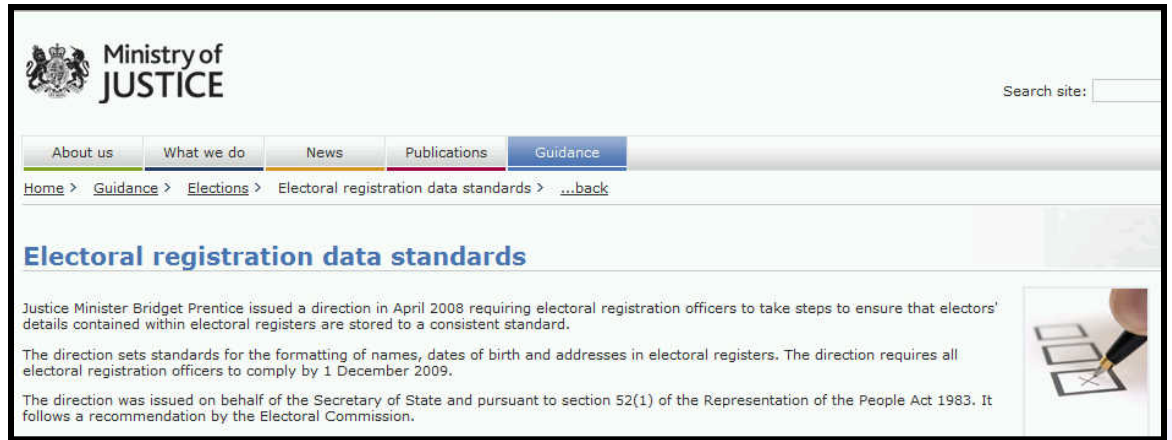 Ministry of
JUSTICE
Search site:
About us What we do News Publications Guidance
Home > Guidance > Elections > Electoral registration data standards > ...back
Electoral registration data standards
Justice Minister Bridget Prentice issued a direction in April 2008 requiring electoral registration officers to take steps to ensure that electors'
details contained within electoral registers are stored to a consistent standard.
The direction sets standards for the formatting of names, dates of birth and addresses in electoral registers. The direction requires all
electoral registration officers to comply by 1 December 2009.
The direction was issued on behalf of the Secretary of State and pursuant to section 52(1) of the Representation of the People Act 1983. It
follows a recommendation by the Electoral Commission.